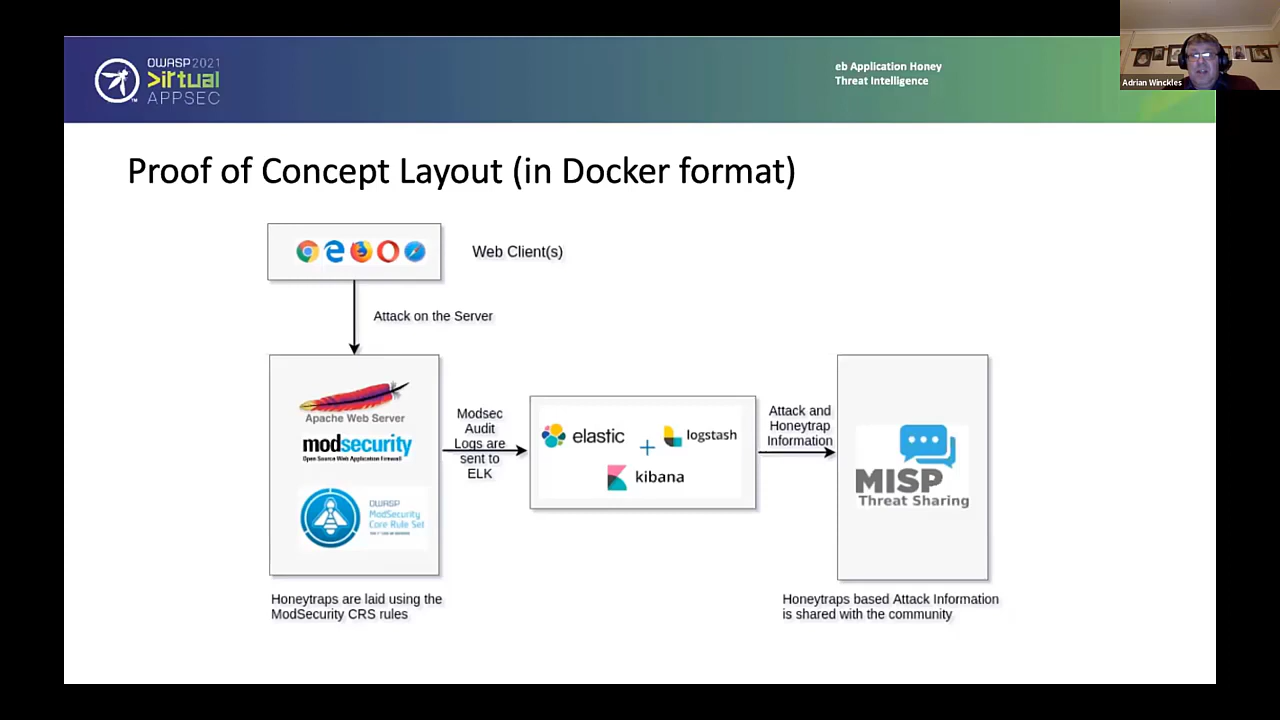 OWASP 2021
Virtual
APPSEC
eb Application Honey
Threat Intelligence
Adrian Winckles
Proof of Concept Layout (in Docker format)
Web Client(s)
Attack on the Server
Apache Web Server
modsecurity
Open Source Web Application Firewall
OWASP
ModSecurity
Core Rule Set
Modsec
Audit
Logs are
sent to
ELK
elastic
+
logstash
kibana
Attack and
Honeytrap
Information
MISP
Threat Sharing
Honeytraps are laid using the
ModSecurity CRS rules
Honeytraps based Attack Information
is shared with the community